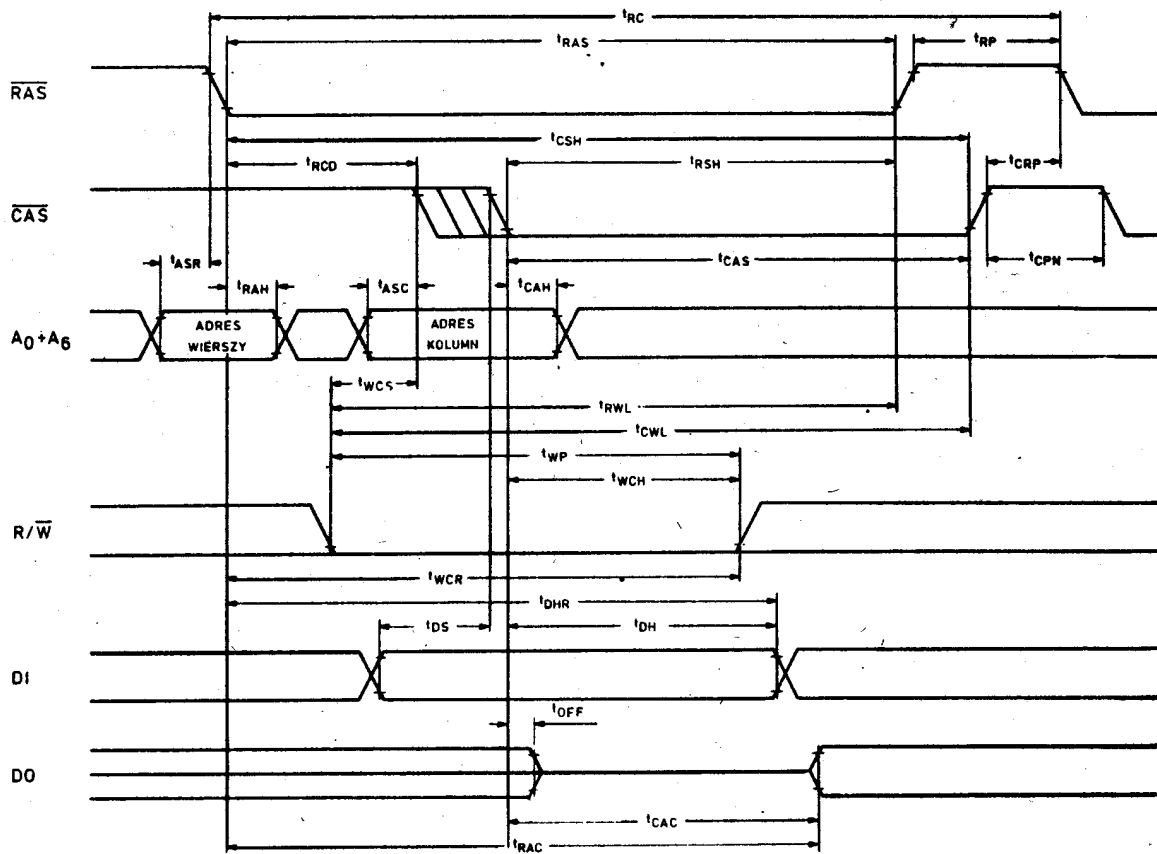 tRC
tRAS
tRP
RAS
tCSH
tRCD
tRSH
tCRP
CAS
tASR
tRAH
tASC
tCAH
tCAS
tCPN
A0÷A6
ADRES
WIERSZY
ADRES
KOLUMN
tWCS
tRWL
tCWL
tWP
tWCH
R/W
tWCR
tDHR
tDS
tDH
DI
tOFF
DO
tCAC
tRAC